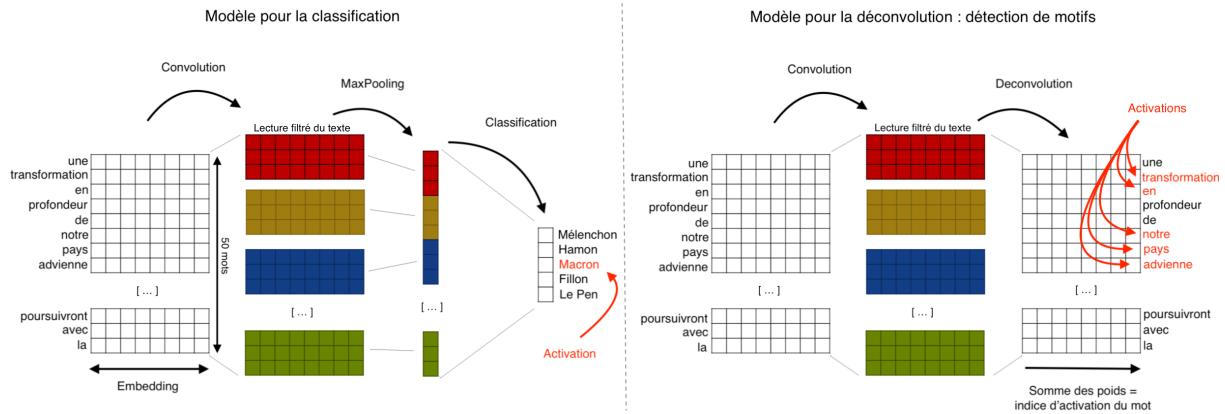 Modèle pour la classification
Convolution
MaxPooling
Classification
Lecture filtré du texte
une
transformation
en
profondeur
de
notre
pays
advienne
[ ... ]
poursuivront
avec
la
50 mots
Embedding
[ ... ]
[ ... ]
Mélenchon
Hamon
Macron
Fillon
Le Pen
Activation
Modèle pour la déconvolution : détection de motifs
Convolution
Deconvolution
Activations
Lecture filtré du texte
une
transformation
en
profondeur
de
notre
pays
advienne
[ ... ]
poursuivront
avec
la
[ ... ]
une
transformation
en
profondeur
de
notre
pays
advienne
[ ... ]
poursuivront
avec
la
Somme des poids =
indice d'activation du mot